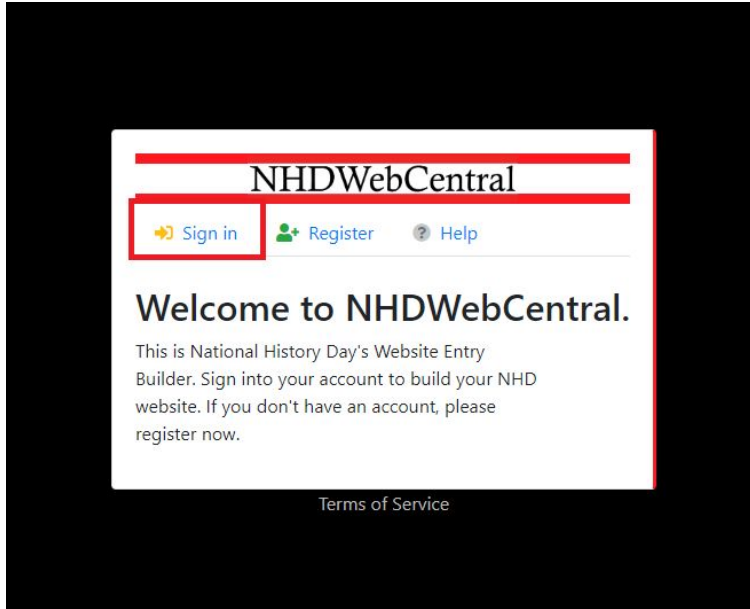 NHDWebCentral
Sign in Register ? Help
Welcome to NHDWebCentral.
This is National History Day's Website Entry
Builder. Sign into your account to build your NHD
website. If you don't have an account, please
register now.
Terms of Service